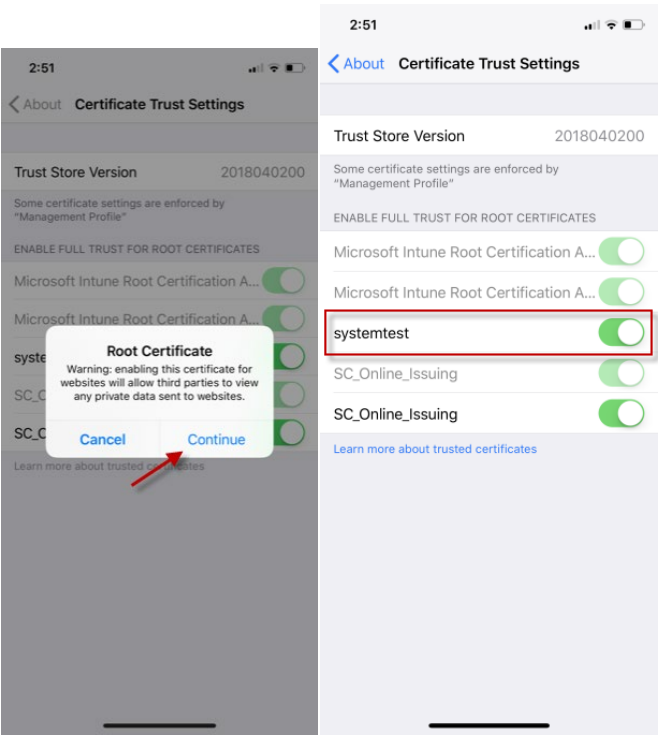 2:51
About Certificate Trust Settings
Trust Store Version 2018040200
Some certificate settings are enforced by
"Management Profile"
ENABLE FULL TRUST FOR ROOT CERTIFICATES
Microsoft Intune Root Certification A...
Microsoft Intune Root Certification A...
syste
SC_C
SC_C
Root Certificate
Warning: enabling this certificate for
websites will allow third parties to view
any private data sent to websites.
Cancel Continue
Learn more about trusted certificates
2:51
About Certificate Trust Settings
Trust Store Version 2018040200
Some certificate settings are enforced by
"Management Profile"
ENABLE FULL TRUST FOR ROOT CERTIFICATES
Microsoft Intune Root Certification A...
Microsoft Intune Root Certification A...
systemtest
SC_Online_Issuing
SC_Online_Issuing
Learn more about trusted certificates